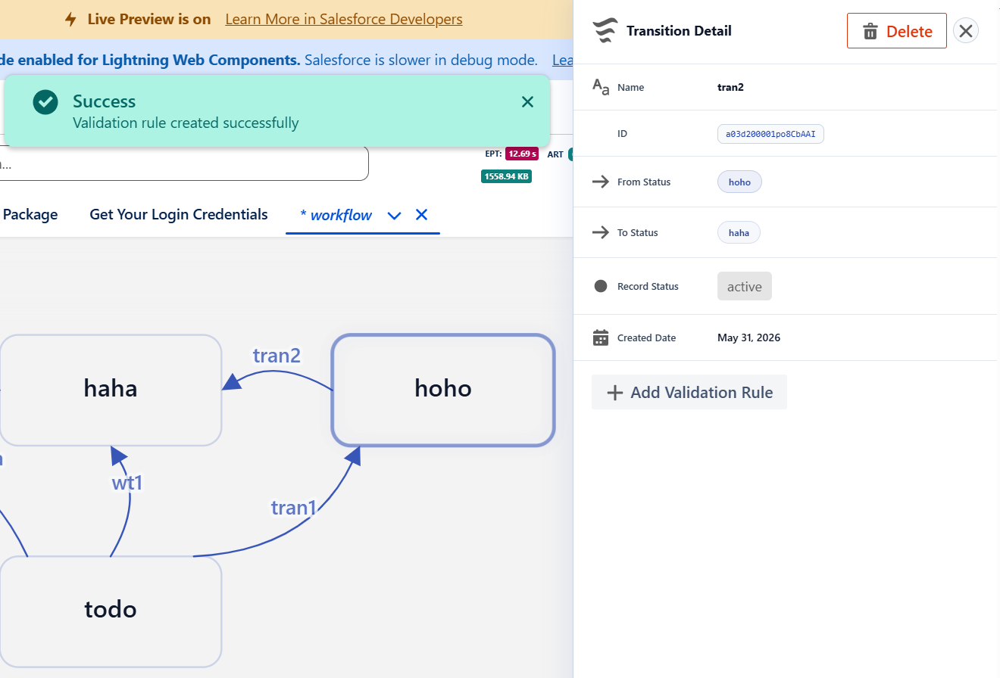 Live Preview is on Learn More in Salesforce Developers
de enabled for Lightning Web Components. Salesforce is slower in debug mode. Lea
Success
Validation rule created successfully
...
EPT: 12.69 s ART
1558.94 KB
Package Get Your Login Credentials * workflow
haha
tran2
hoho
wt1
tran1
todo
Transition Detail
Delete
Name tran2
ID a03d200001po8CbAAI
From Status hoho
To Status haha
Record Status active
Created Date May 31, 2026
Add Validation Rule